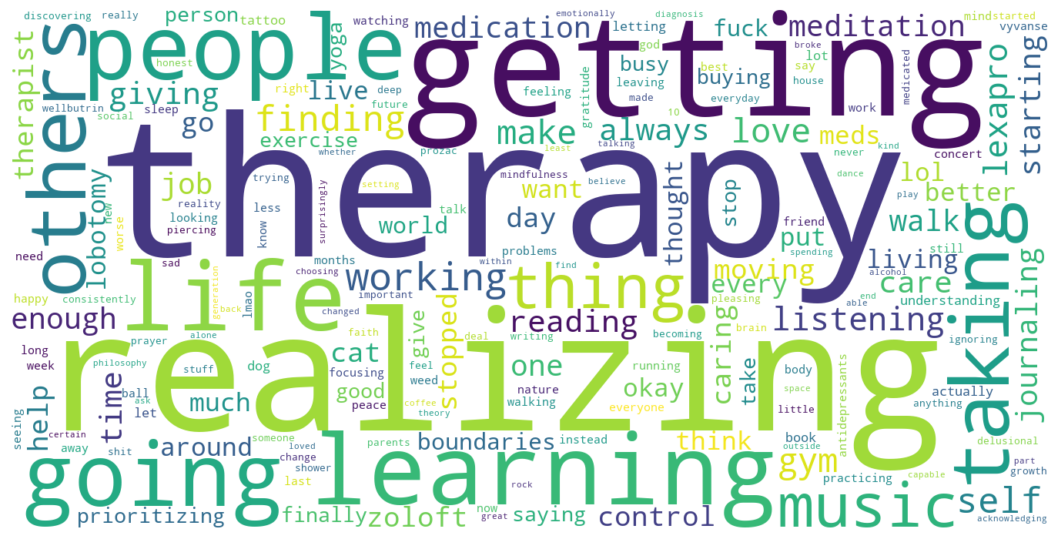 discovering
really
tattoo
watching
emotionally
diagnosis
mind
started
person
medication
letting
fuck
meditation
vyvanse
people
getting
others
therapist
honest
yoga
god
busy
leaving
best
buying
broke
lot
say
house
medicated
lexapro
starting
giving
right
live
deep
feeling
gratitude
wellbutrin
sleep
future
made
everyday
work
social
go
finding
make
always
10
love
meds
never
kind
concert
exercise
whether
prozac
least
talking
therapy
lobotomy
new
job
trying
mindfulness
believe
want
thought
stop
dance
lol
better
reality
less
setting
play
looking
know
surprisingly
world
talk
day
friend
put
walk
piercing
worse
problems
spending
still
need
sad
months
within
find
moving
living
taking
life
choosing
working
thing
every
alcohol
care
end
able
understanding
happy
consistently
generation
back
lmao
important
changed
stopped
pleasing
journaling
enough
prayer
alone
faith
give
deal
writing
reading
becoming
caring
brain
listening
ignoring
realizing
long
week
philosophy
time
dog
cat
feel
one
running
nature
body
actually
help
ball
stuff
focusing
weed
okay
take
space
anything
ask
let
much
good
peace
coffee
walking
everyone
little
antidepressants
delusional
seeing
certain
shit
theory
around
someone
loved
parents
boundaries
instead
think
book
outside
away
change
gym
practicing
part
growth
going
last
shower
learning
rock
music
capable
self
prioritizing
finally
zoloft
now
great
saying
control
acknowledging